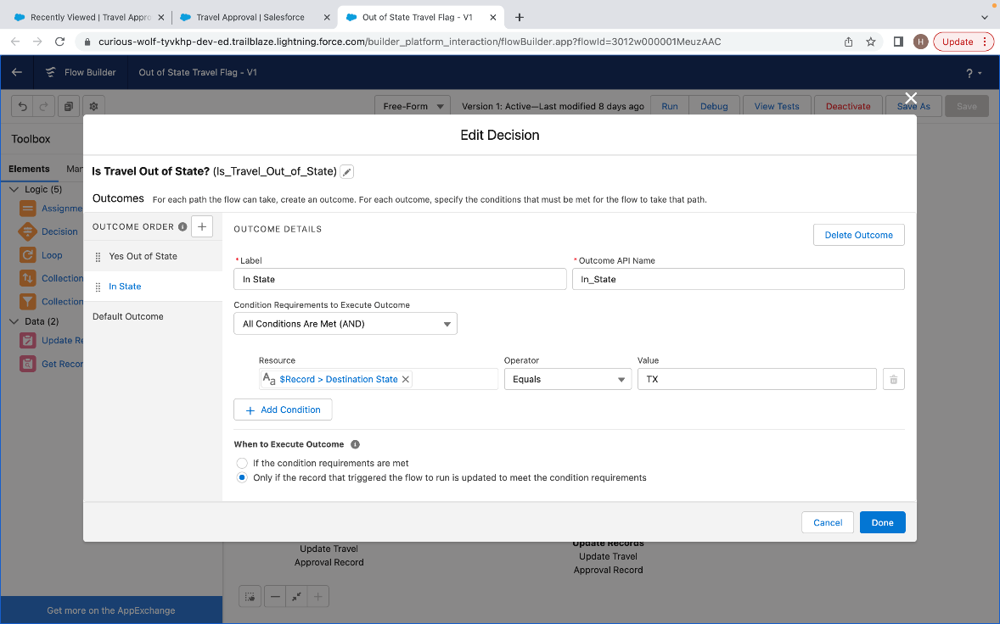 Recently Viewed | Travel Appro
Travel Approval | Salesforce
Out of State Travel Flag - V1
curious-wolf-tyvkhp-dev-ed.trailblaze.lightning.force.com/builder_platform_interaction/flowBuilder.app?flowId=3012w000001MeuzAAC
H
Update
Flow Builder
Out of State Travel Flag - V1
?
Free-Form
Version 1: Active—Last modified 8 days ago
Run
Debug
View Tests
Deactivate
Save As
Save
Toolbox
Elements
Man
Logic (5)
Assignme
Decision
Loop
Collection
Collection
Data (2)
Update Re
Get Recor
Get more on the AppExchange
Edit Decision
Is Travel Out of State? (Is_Travel_Out_of_State)
Outcomes For each path the flow can take, create an outcome. For each outcome, specify the conditions that must be met for the flow to take that path.
OUTCOME ORDER
Yes Out of State
In State
Default Outcome
OUTCOME DETAILS
Delete Outcome
* Label
In State
* Outcome API Name
In_State
Condition Requirements to Execute Outcome
All Conditions Are Met (AND)
Resource
Aa $Record > Destination State
Operator
Equals
Value
TX
+ Add Condition
When to Execute Outcome
If the condition requirements are met
Only if the record that triggered the flow to run is updated to meet the condition requirements
Cancel
Done
Update Travel
Approval Record
Update Records
Update Travel
Approval Record